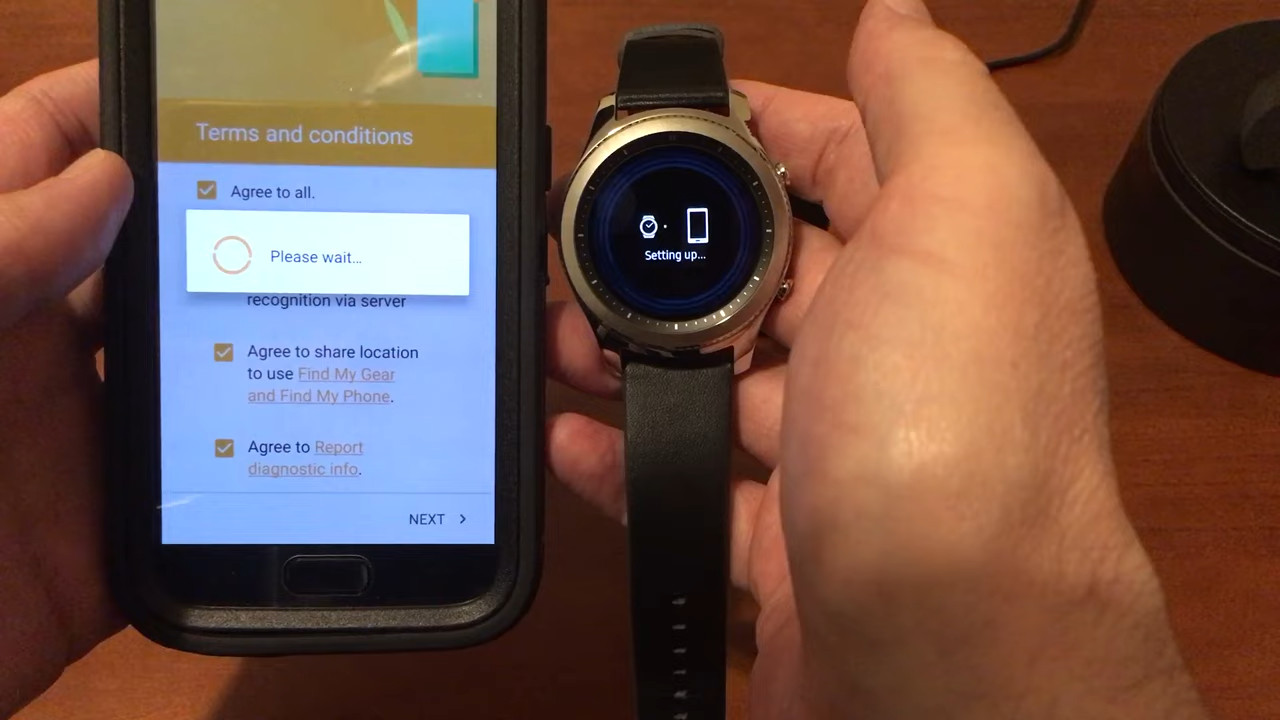 Terms and conditions
Agree to all.
Please wait...
recognition via server
Agree to share location
to use Find My Gear
and Find My Phone.
Agree to Report
diagnostic info.
NEXT
Setting up...